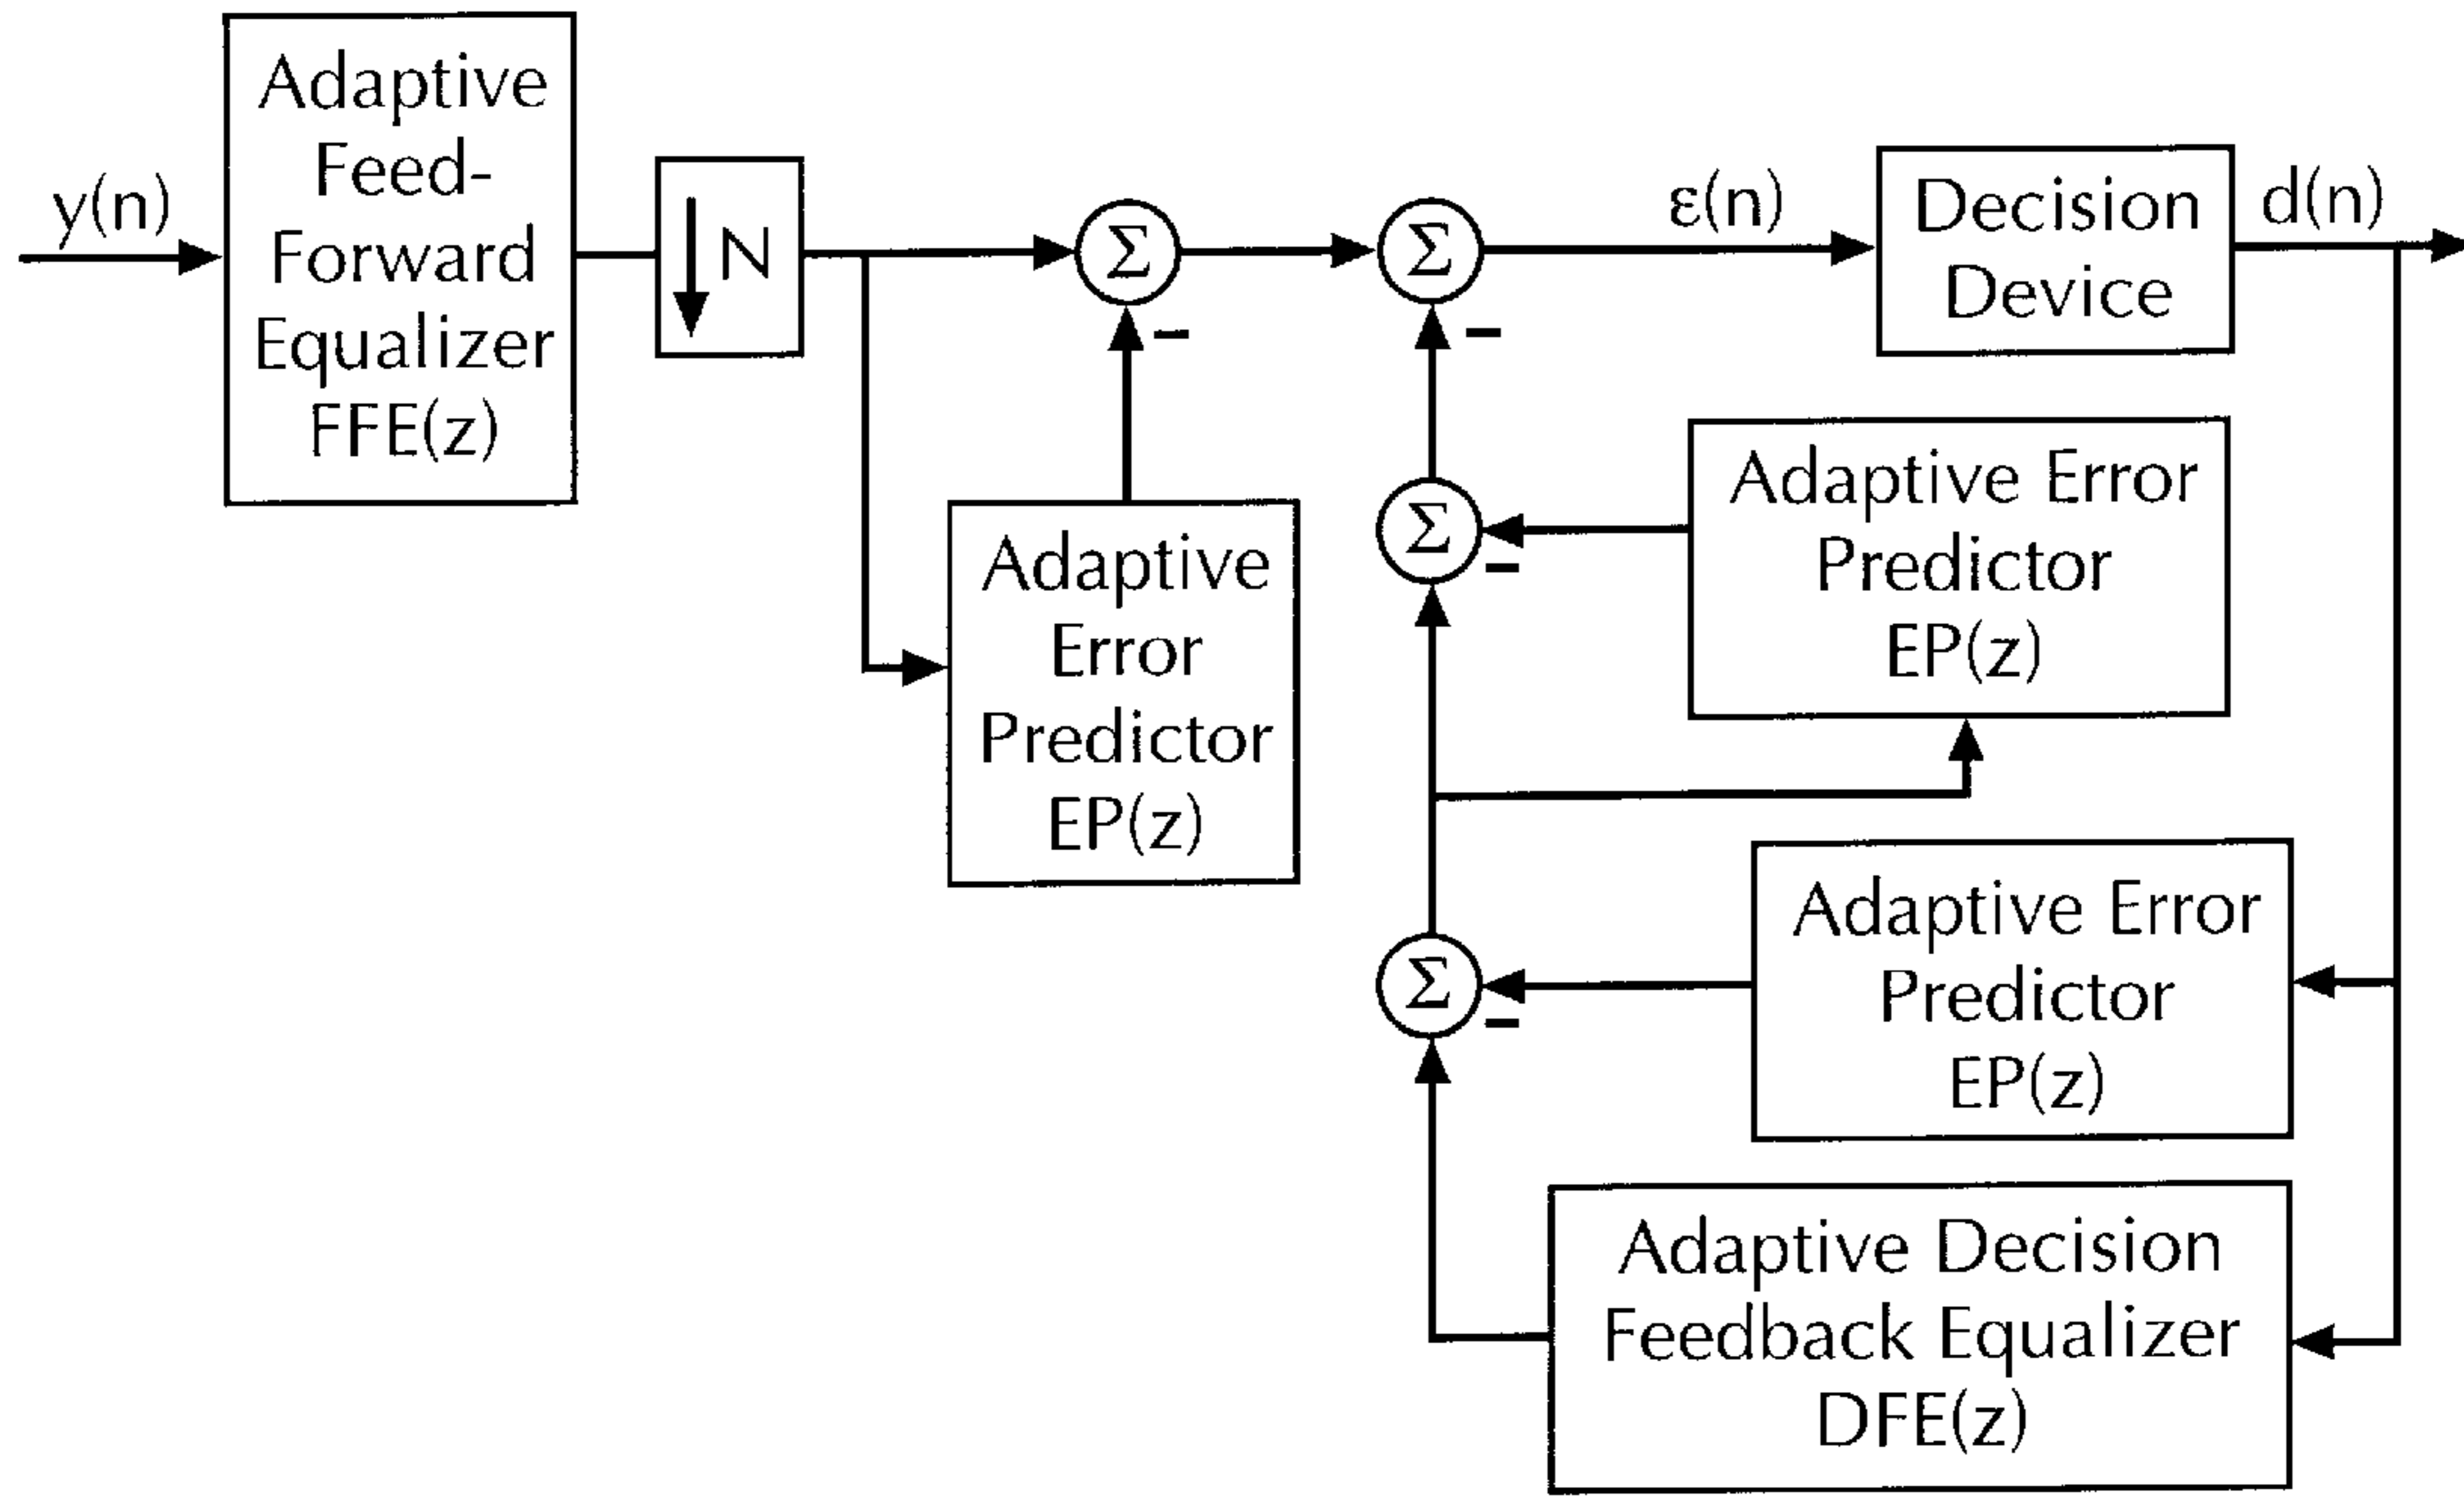 y(n)
Adaptive
Feed-
Forward
Equalizer
FFE(z)
N
Σ
−
Σ
−
ε(n)
Decision
Device
d(n)
Adaptive
Error
Predictor
EP(z)
Σ
−
Adaptive Error
Predictor
EP(z)
Σ
−
Adaptive Error
Predictor
EP(z)
Adaptive Decision
Feedback Equalizer
DFE(z)